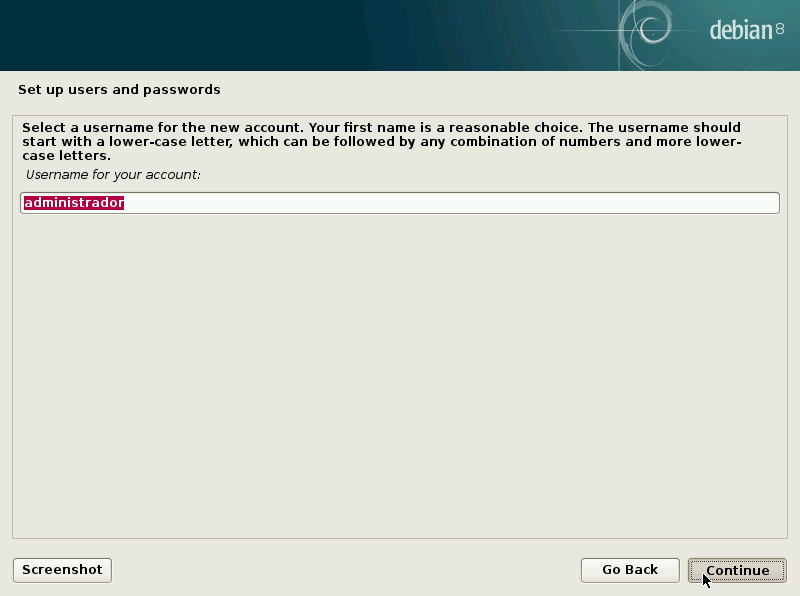 debian 8
Set up users and passwords
Select a username for the new account. Your first name is a reasonable choice. The username should
start with a lower-case letter, which can be followed by any combination of numbers and more lower-
case letters.
Username for your account:
administrador
Screenshot
Go Back
Continue